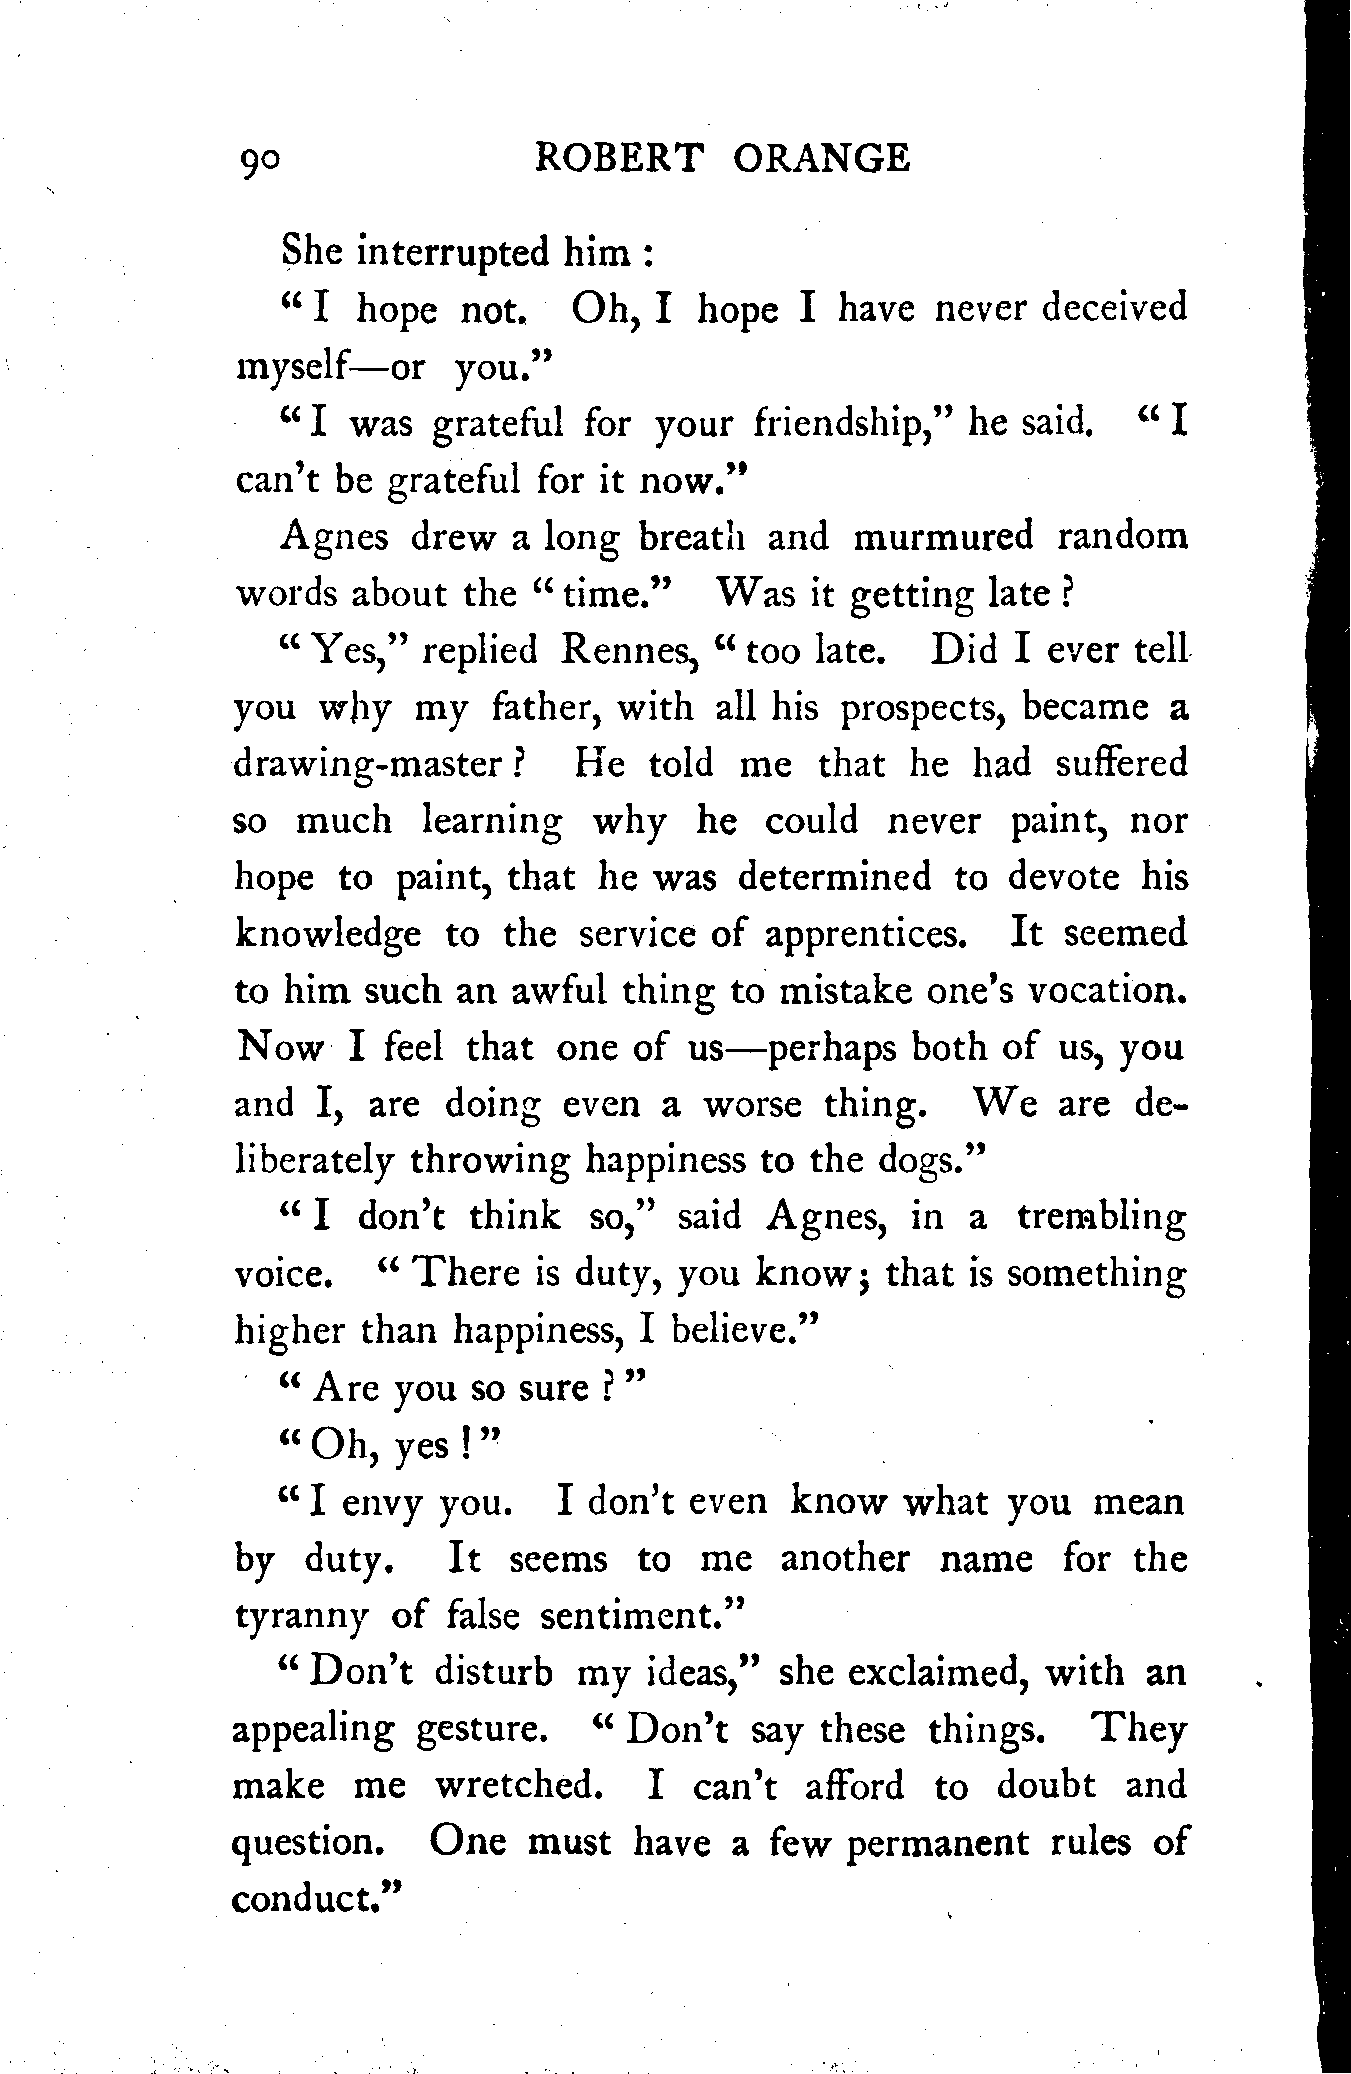 90 ROBERT ORANGE
She interrupted him :
“ I hope not. Oh, I hope I have never deceived
myself—or you.”
“ I was grateful for your friendship,” he said. “ I
can't be grateful for it now.”
Agnes drew a long breath and murmured random
words about the “ time.” Was it getting late ?
“ Yes,” replied Rennes, “ too late. Did I ever tell
you why my father, with all his prospects, became a
drawing-master ? He told me that he had suffered
so much learning why he could never paint, nor
hope to paint, that he was determined to devote his
knowledge to the service of apprentices. It seemed
to him such an awful thing to mistake one's vocation.
Now I feel that one of us—perhaps both of us, you
and I, are doing even a worse thing. We are de-
liberately throwing happiness to the dogs.”
“ I don't think so,” said Agnes, in a trembling
voice. “ There is duty, you know ; that is something
higher than happiness, I believe.”
“ Are you so sure ? ”
“ Oh, yes ! ”
“ I envy you. I don't even know what you mean
by duty. It seems to me another name for the
tyranny of false sentiment.”
“ Don't disturb my ideas,” she exclaimed, with an
appealing gesture. “ Don't say these things. They
make me wretched. I can't afford to doubt and
question. One must have a few permanent rules of
conduct.”